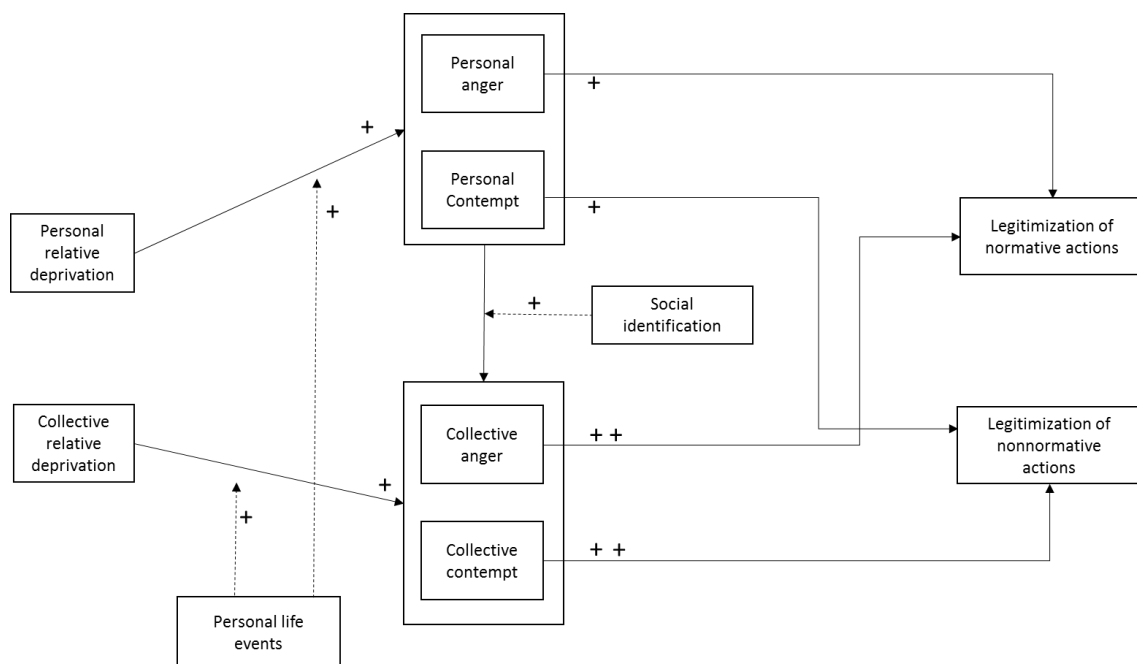 Personal
anger
+
+
Personal
Contempt
+
+
Personal
relative
deprivation
Legitimization of
normative actions
+
Social
identification
Collective
relative
deprivation
Collective
anger
+ +
Legitimization of
nonnormative
actions
+
+
Collective
contempt
+ +
Personal life
events